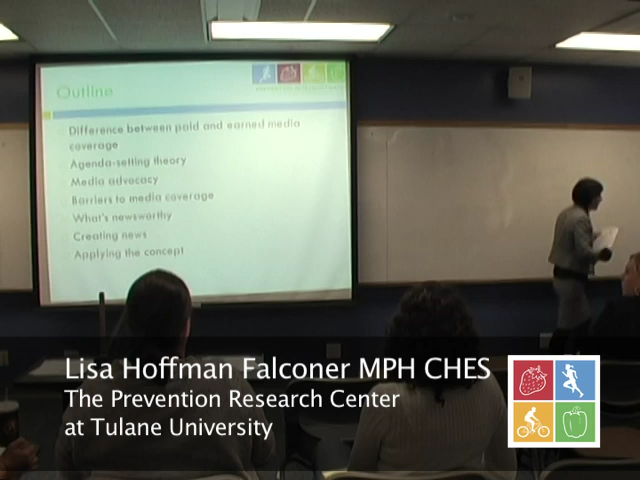 Outline
Difference between paid and earned media
coverage
Agenda-setting theory
Media advocacy
Barriers to media coverage
What's newsworthy
Creating news
Applying the concept
Lisa Hoffman Falconer MPH CHES
The Prevention Research Center
at Tulane University